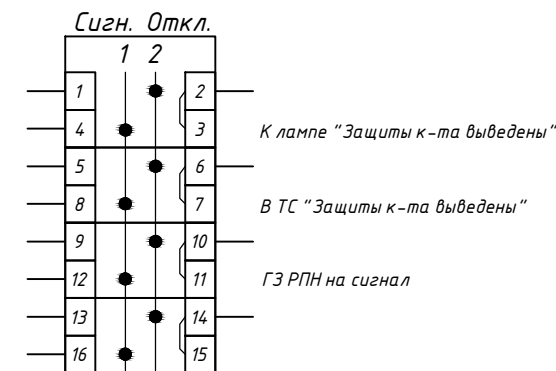 Сигн. Откл.
1 2
1 2
4 3 К лампе "Защиты к-та выведены"
5 6
8 7 В ТС "Защиты к-та выведены"
9 10
12 11 ГЗ РПН на сигнал
13 14
16 15